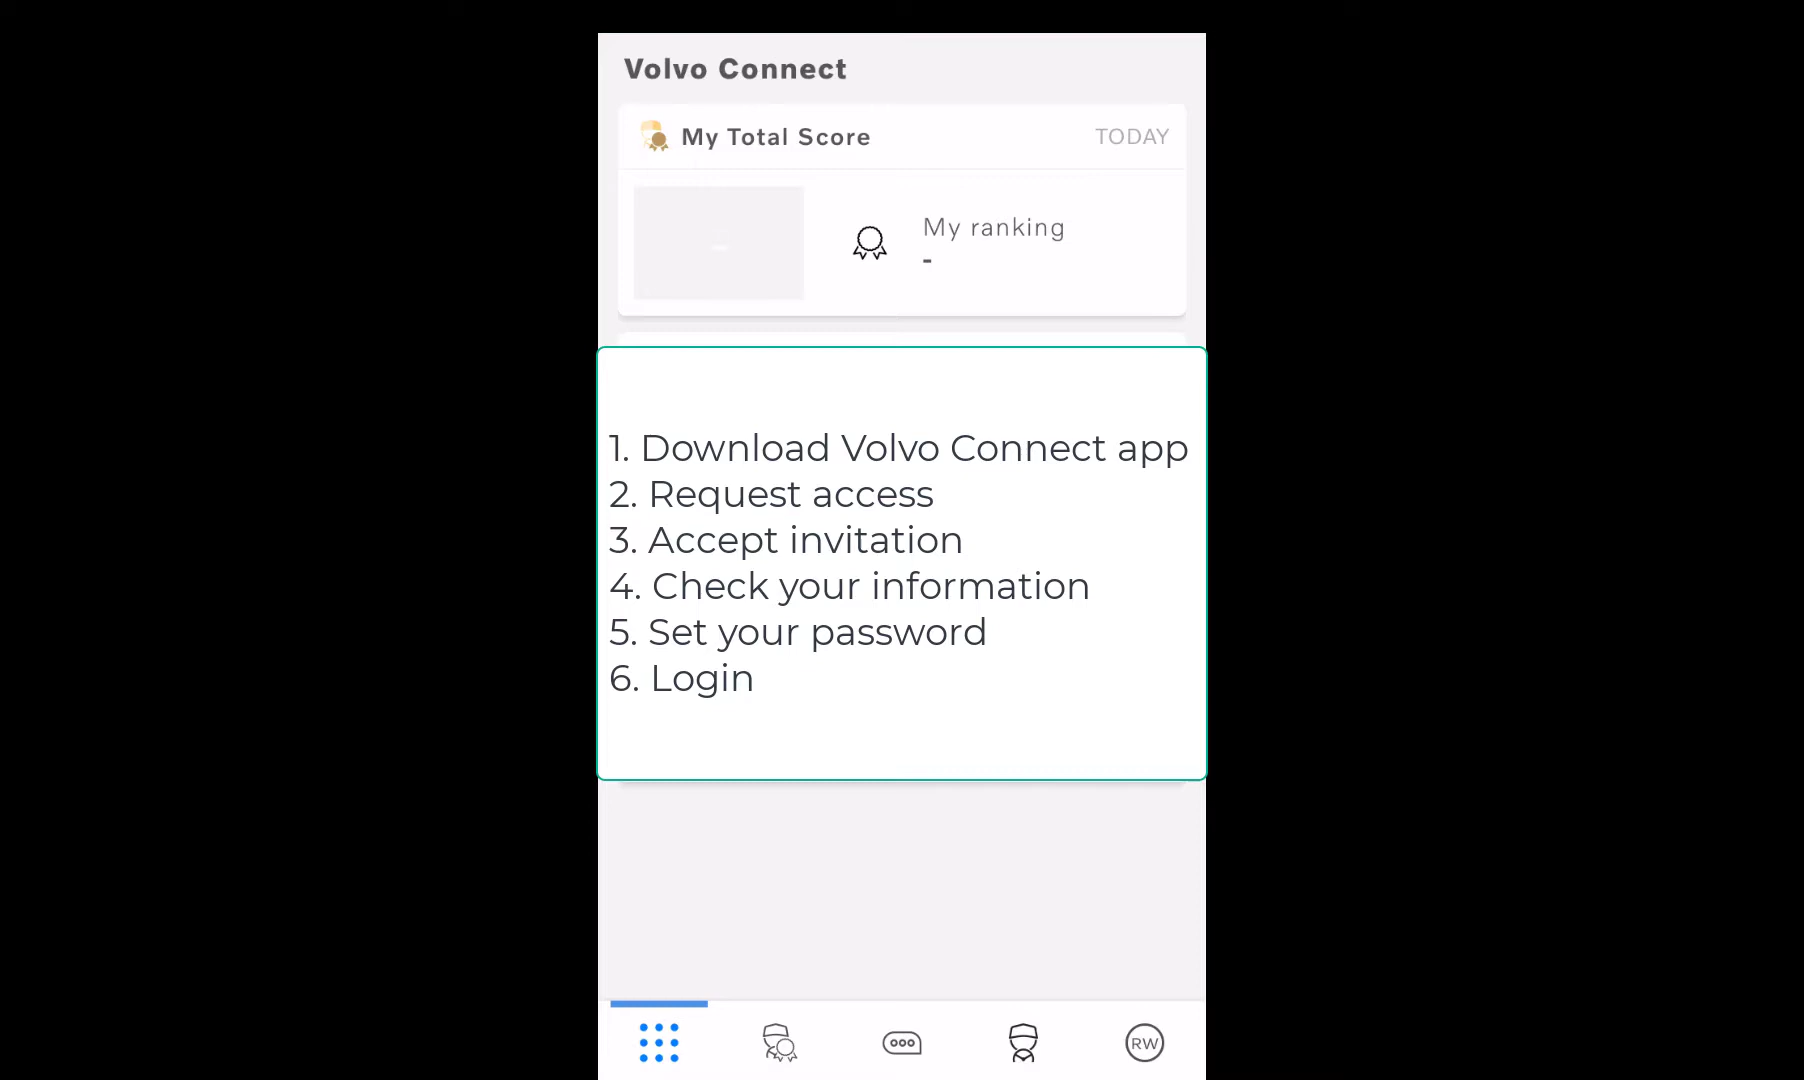 Volvo Connect
My Total Score
TODAY
-
My ranking
-
1. Download Volvo Connect app
2. Request access
3. Accept invitation
4. Check your information
5. Set your password
6. Login
RW